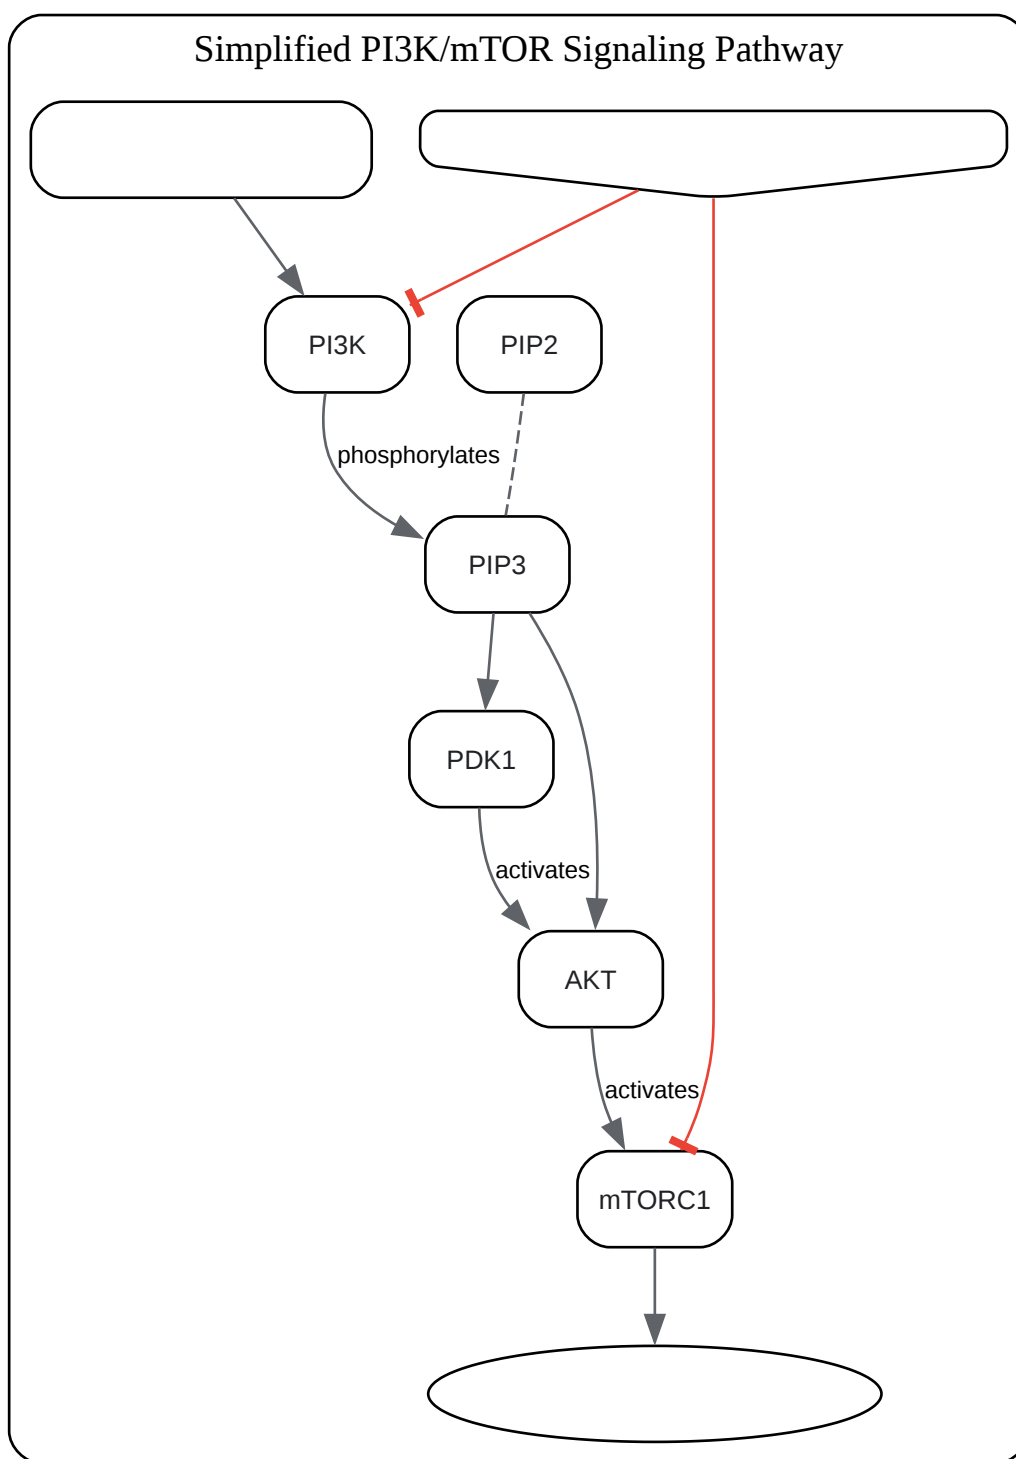 Simplified PI3K/mTOR Signaling Pathway
PI3K
PIP2
phosphorylates
PIP3
PDK1
activates
AKT
activates
mTORC1